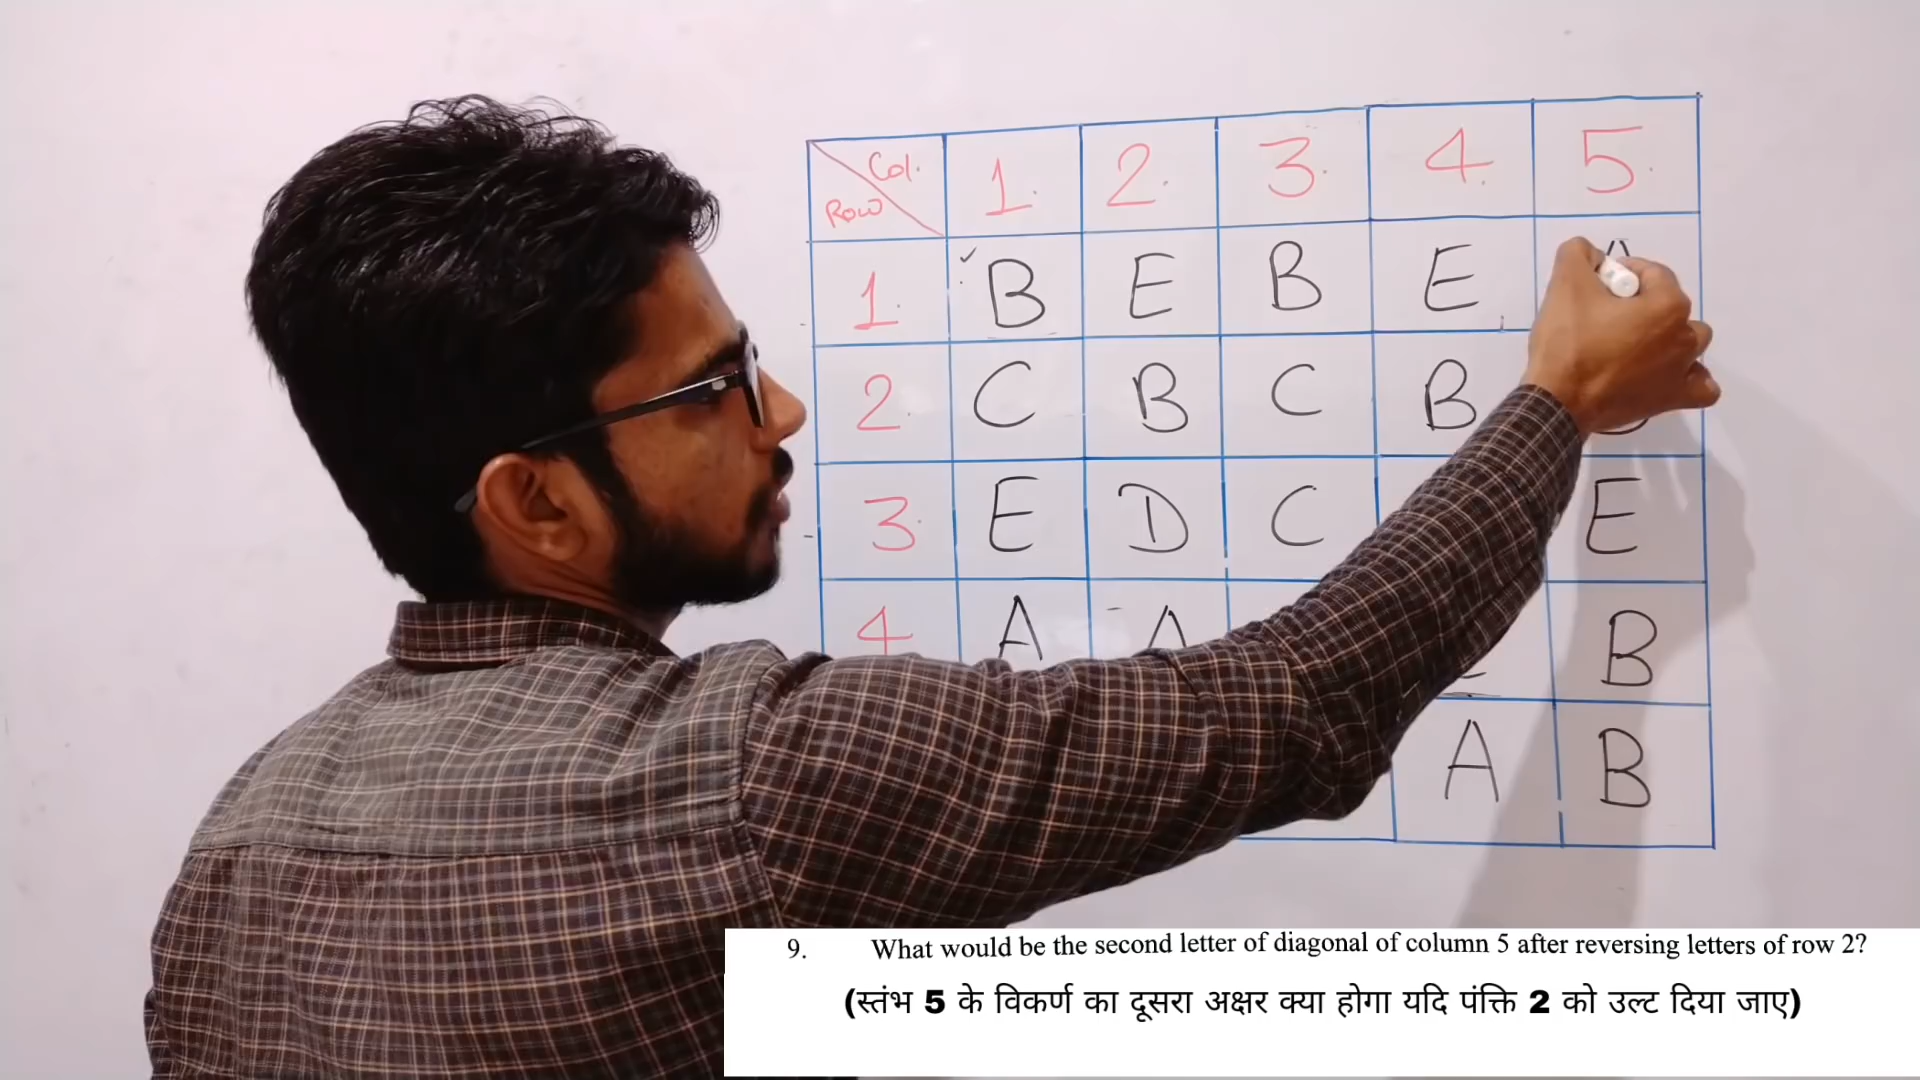 Col. 1. 2. 3. 4. 5.
Row
1. B E B E
2. C B C B
3. E D C E
4 A A B
A B
9. What would be the second letter of diagonal of column 5 after reversing letters of row 2?
(स्तंभ 5 के विकर्ण का दूसरा अक्षर क्या होगा यदि पंक्ति 2 को उल्ट दिया जाए)